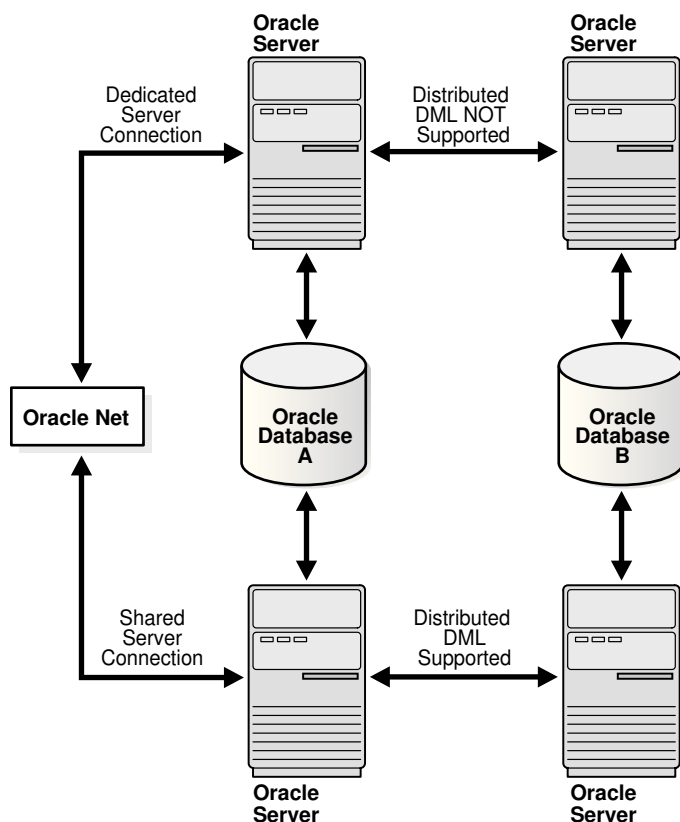 Oracle
Server
Oracle
Server
Dedicated
Server
Connection
Distributed
DML NOT
Supported
Oracle Net
Oracle
Database
A
Oracle
Database
B
Shared
Server
Connection
Distributed
DML
Supported
Oracle
Server
Oracle
Server